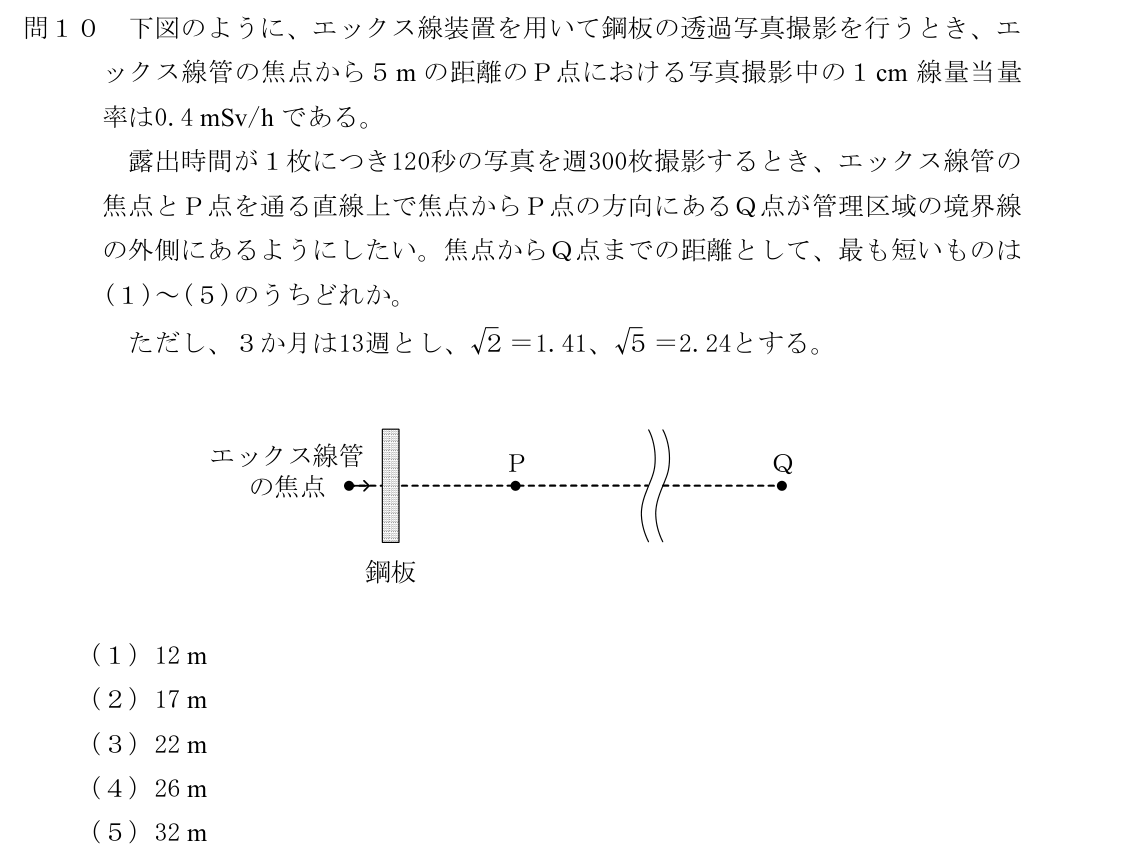 問１０　下図のように、エックス線装置を用いて鋼板の透過写真撮影を行うとき、エ
ックス線管の焦点から５m の距離のＰ点における写真撮影中の１cm 線量当量
率は0.4 mSv/h である。
露出時間が１枚につき120秒の写真を週300枚撮影するとき、エックス線管の
焦点とＰ点を通る直線上で焦点からＰ点の方向にあるＱ点が管理区域の境界線
の外側にあるようにしたい。焦点からＱ点までの距離として、最も短いものは
(１)～(５)のうちどれか。
ただし、３か月は13週とし、√2 ＝1.41、√5 ＝2.24とする。
エックス線管
の焦点
Ｐ
Ｑ
鋼板
(１) 12 m
(２) 17 m
(３) 22 m
(４) 26 m
(５) 32 m